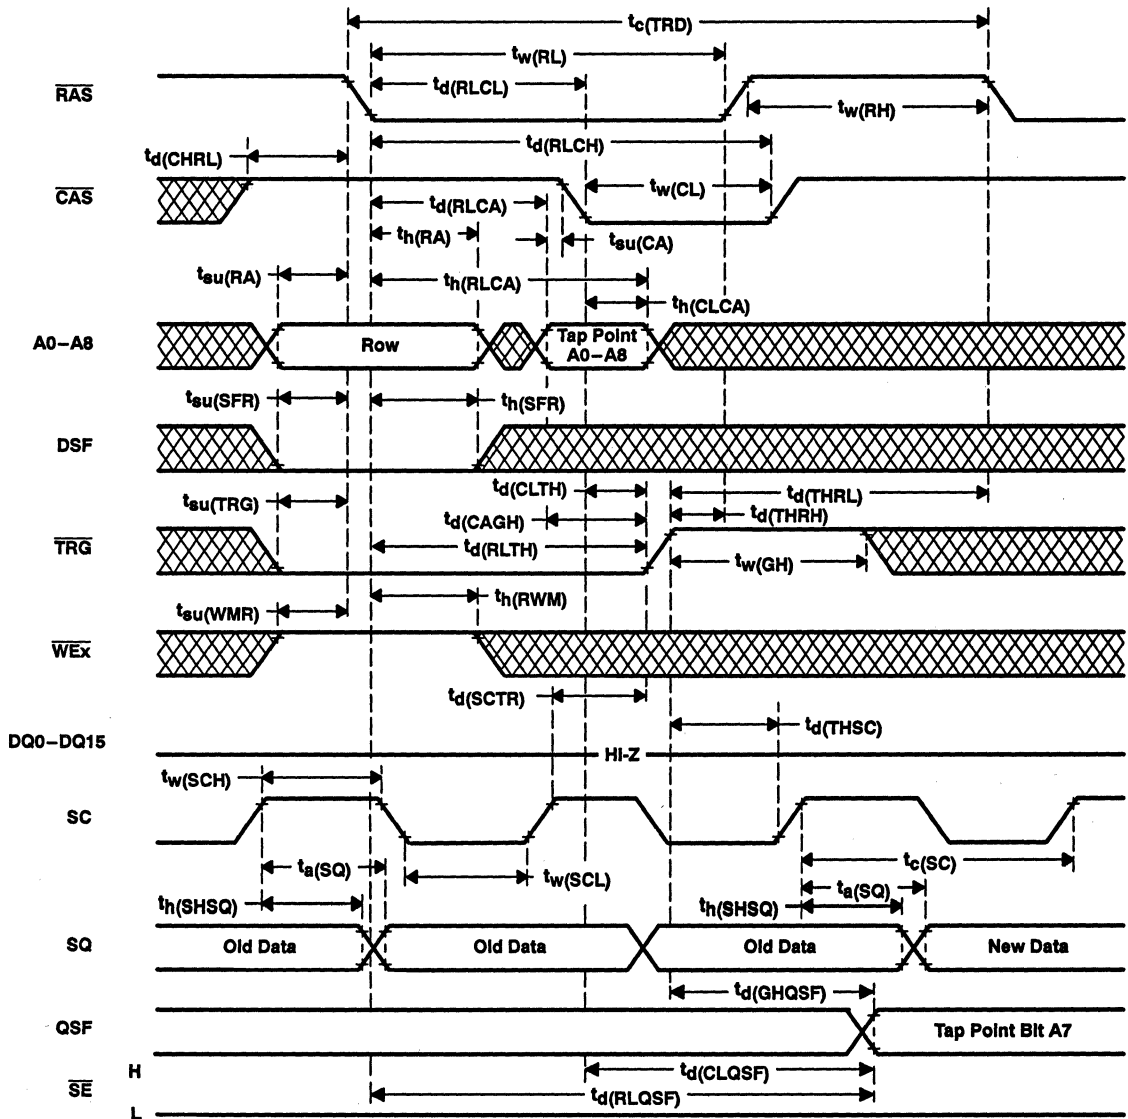 tc(TRD)
tw(RL)
td(RLCL)
RAS
tw(RH)
td(RLCH)
td(CHRL)
tw(CL)
CAS
td(RLCA)
th(RA)
tsu(CA)
tsu(RA)
th(RLCA)
th(CLCA)
A0–A8
Row
Tap Point
A0–A8
tsu(SFR)
th(SFR)
DSF
td(CLTH)
tsu(TRG)
td(THRL)
td(CAGH)
td(THRH)
TRG
td(RLTH)
tw(GH)
th(RWM)
tsu(WMR)
WEx
td(SCTR)
DQ0–DQ15
td(THSC)
HI-Z
tw(SCH)
SC
ta(SQ)
tw(SCL)
tc(SC)
ta(SQ)
th(SHSQ)
th(SHSQ)
SQ
Old Data
Old Data
Old Data
New Data
td(GHQSF)
QSF
Tap Point Bit A7
H
td(CLQSF)
SE
td(RLQSF)
L